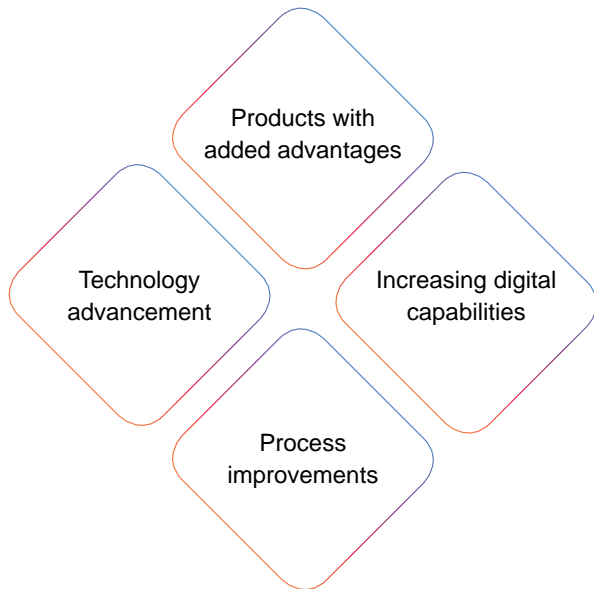 Products with
added advantages
Technology
advancement
Increasing digital
capabilities
Process
improvements